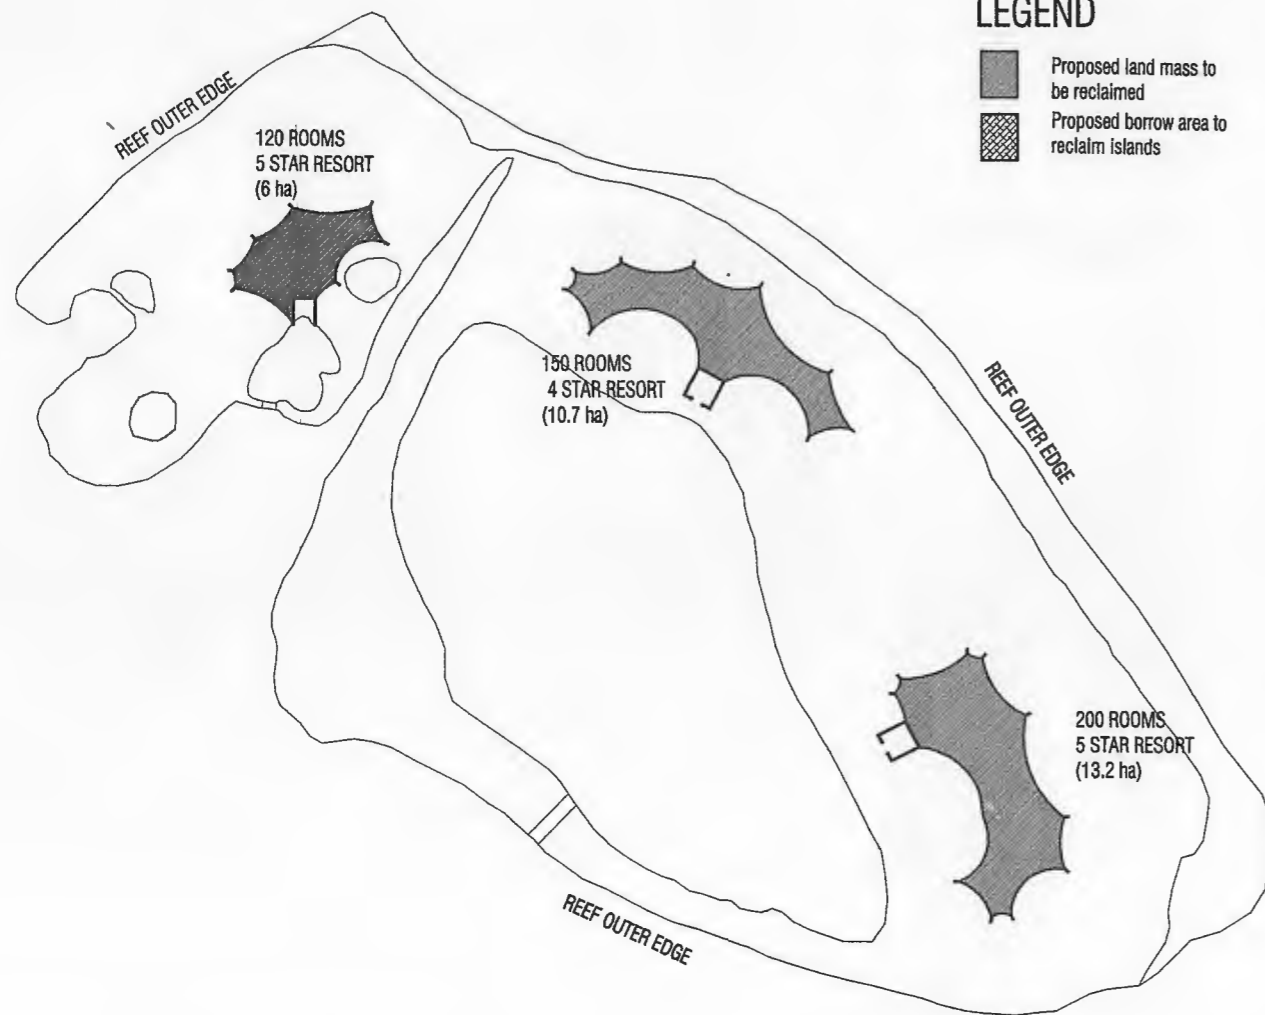 LEGEND
Proposed land mass to
be reclaimed
Proposed borrow area to
reclaim islands
REEF OUTER EDGE
120 ROOMS
5 STAR RESORT
(6 ha)
150 ROOMS
4 STAR RESORT
(10.7 ha)
REEF OUTER EDGE
200 ROOMS
5 STAR RESORT
(13.2 ha)
REEF OUTER EDGE